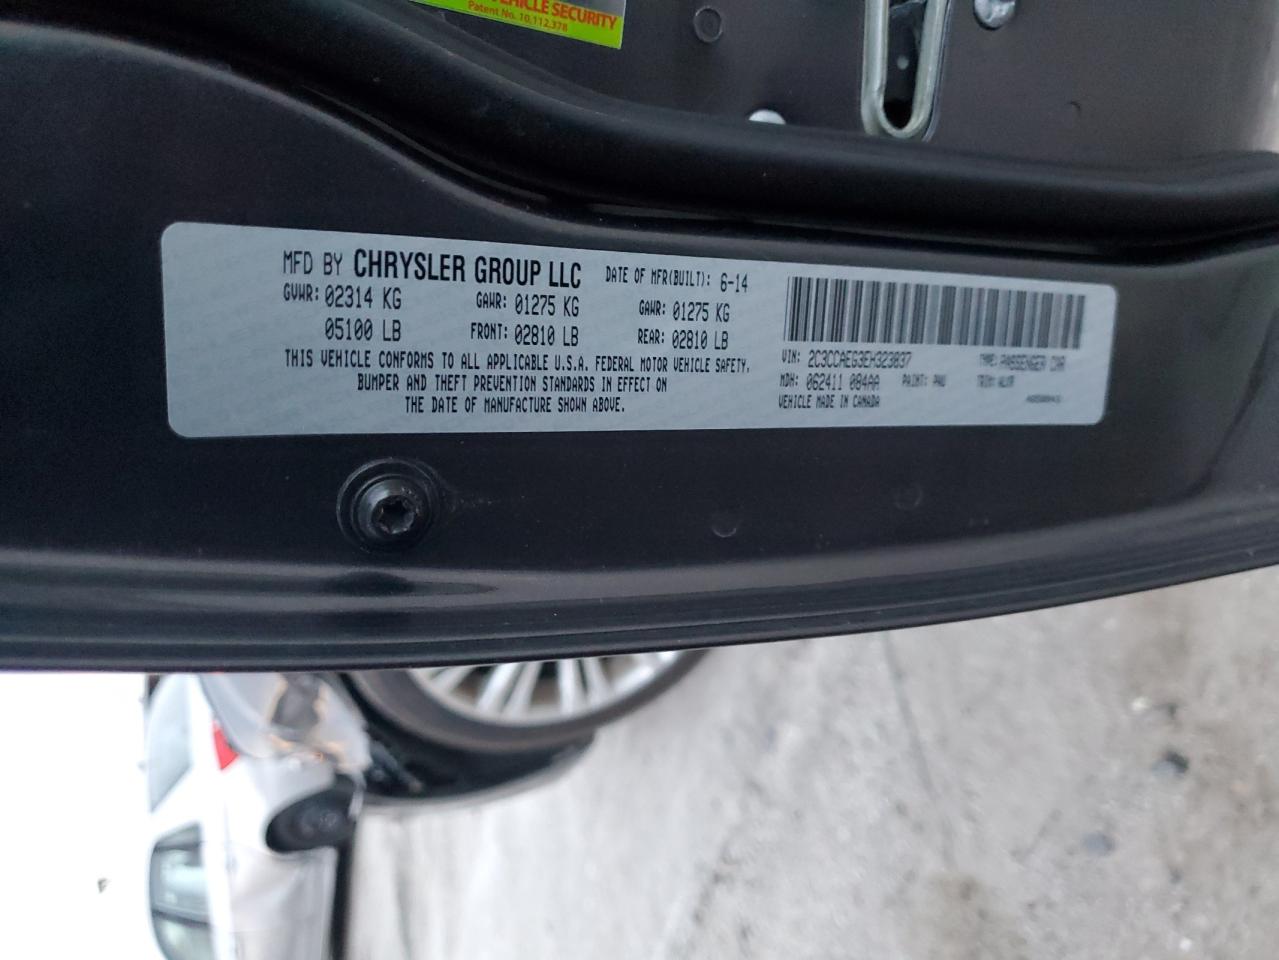 VEHICLE SECURITY
Patent No. 10,112,378
MFD BY CHRYSLER GROUP LLC DATE OF MFR(BUILT): 6-14
GVWR: 02314 KG GAWR: 01275 KG GAWR: 01275 KG
05100 LB FRONT: 02810 LB REAR: 02810 LB
THIS VEHICLE CONFORMS TO ALL APPLICABLE U.S.A. FEDERAL MOTOR VEHICLE SAFETY,
BUMPER AND THEFT PREVENTION STANDARDS IN EFFECT ON
THE DATE OF MANUFACTURE SHOWN ABOVE.
VIN: 2C3CCAEG3EH323037 TYPE: PASSENGER CAR
MDH: 062411 084AA PAINT: PAU TRIM: ALX9
VEHICLE MADE IN CANADA